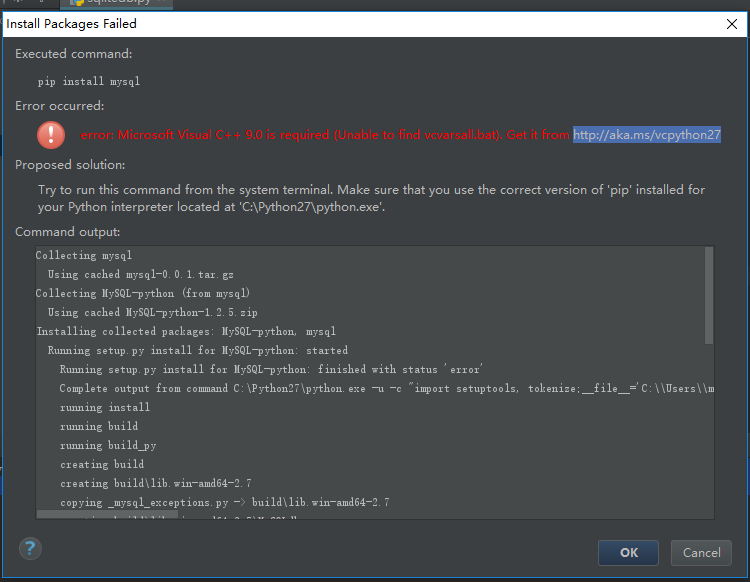 sqlitedb.py
Install Packages Failed
Executed command:
pip install mysql
Error occurred:
error: Microsoft Visual C++ 9.0 is required (Unable to find vcvarsall.bat). Get it from http://aka.ms/vcpython27
Proposed solution:
Try to run this command from the system terminal. Make sure that you use the correct version of 'pip' installed for
your Python interpreter located at 'C:\Python27\python.exe'.
Command output:
Collecting mysql
Using cached mysql-0.0.1.tar.gz
Collecting MySQL-python (from mysql)
Using cached MySQL-python-1.2.5.zip
Installing collected packages: MySQL-python, mysql
Running setup.py install for MySQL-python: started
Running setup.py install for MySQL-python: finished with status 'error'
Complete output from command C:\Python27\python.exe -u -c "import setuptools, tokenize;__file__='C:\\Users\\m
running install
running build
running build_py
creating build
creating build\lib.win-amd64-2.7
copying _mysql_exceptions.py -> build\lib.win-amd64-2.7
?
OK
Cancel